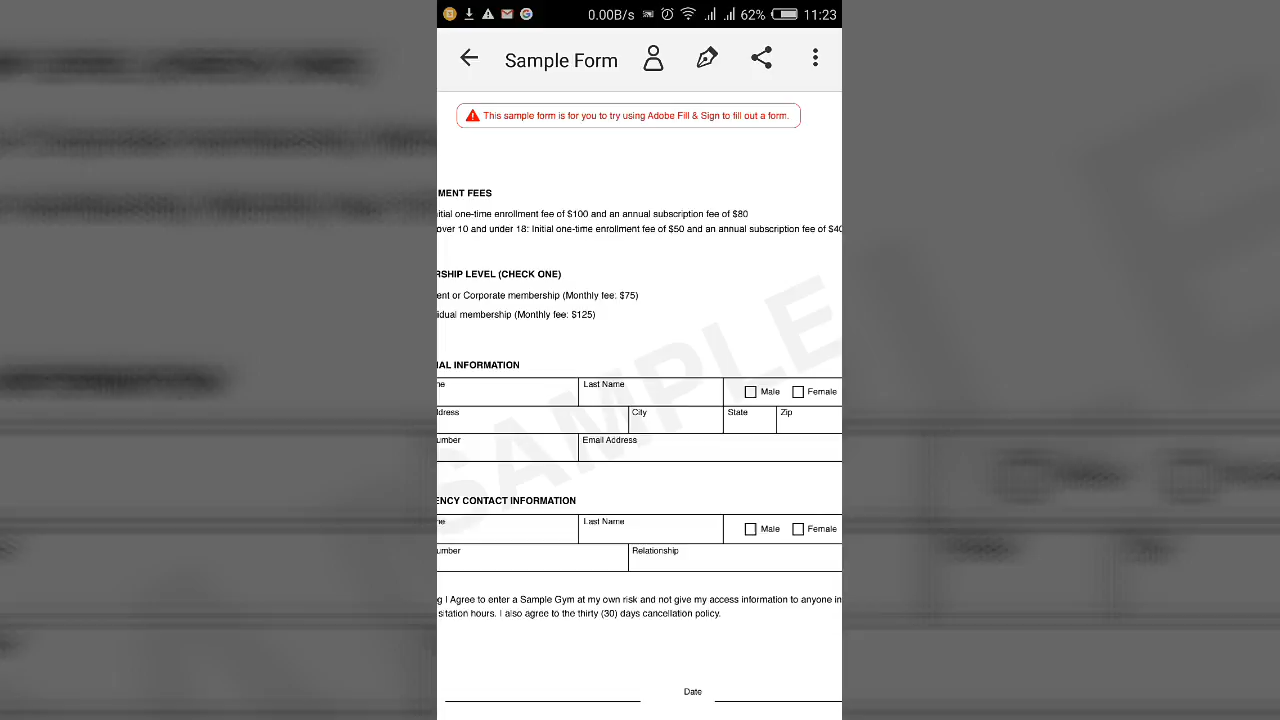 0.00B/s 62% 11:23
Sample Form
This sample form is for you to try using Adobe Fill & Sign to fill out a form.
MENT FEES
itial one-time enrollment fee of $100 and an annual subscription fee of $80
over 10 and under 18: Initial one-time enrollment fee of $50 and an annual subscription fee of $40
RSHIP LEVEL (CHECK ONE)
ent or Corporate membership (Monthly fee: $75)
idual membership (Monthly fee: $125)
SAMPLE
AL INFORMATION
ne Last Name Male Female
ldress City State Zip
umber Email Address
ENCY CONTACT INFORMATION
ne Last Name Male Female
umber Relationship
g I Agree to enter a Sample Gym at my own risk and not give my access information to anyone in
sitation hours. I also agree to the thirty (30) days cancellation policy.
Date